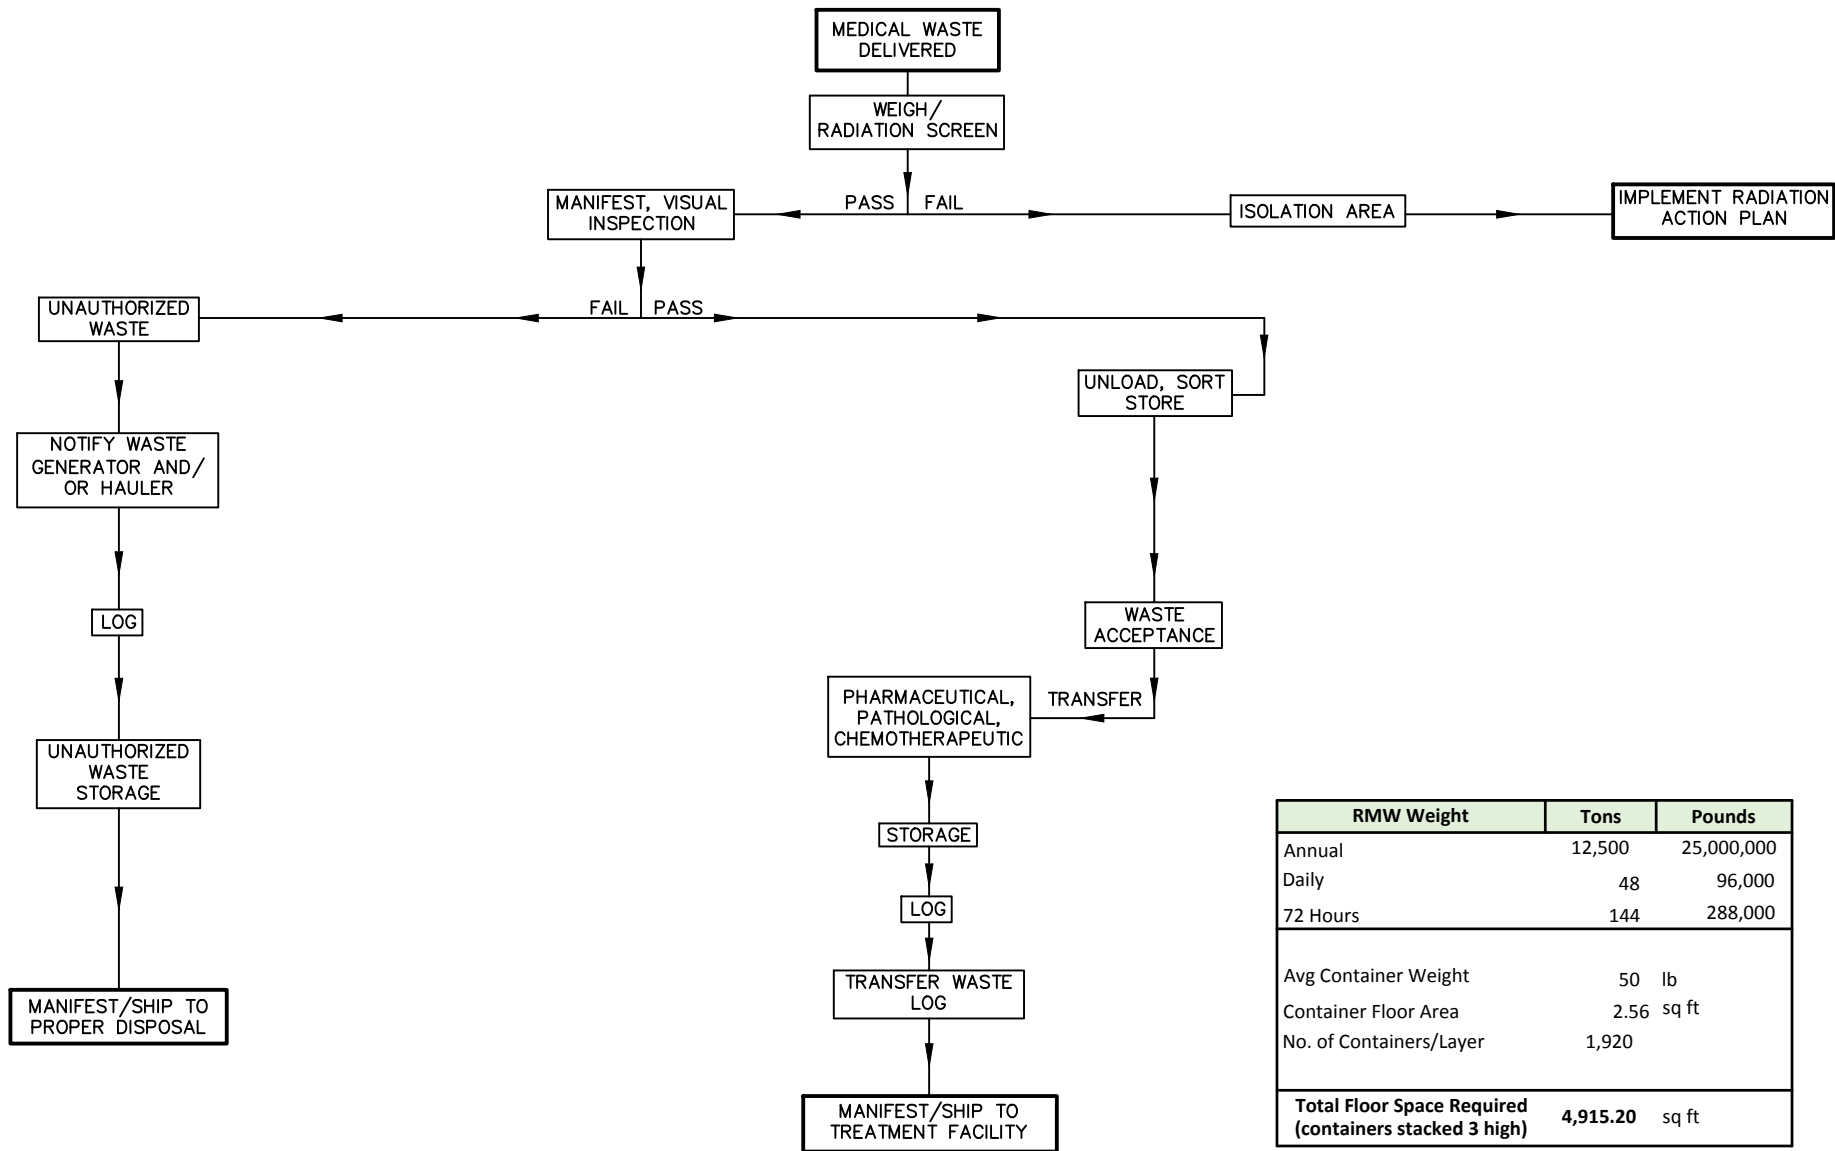 MEDICAL WASTE
DELIVERED
WEIGH/
RADIATION SCREEN
PASS
FAIL
MANIFEST, VISUAL
INSPECTION
ISOLATION AREA
IMPLEMENT RADIATION
ACTION PLAN
FAIL
PASS
UNAUTHORIZED
WASTE
NOTIFY WASTE
GENERATOR AND/
OR HAULER
LOG
UNAUTHORIZED
WASTE
STORAGE
MANIFEST/SHIP TO
PROPER DISPOSAL
UNLOAD, SORT
STORE
WASTE
ACCEPTANCE
TRANSFER
PHARMACEUTICAL,
PATHOLOGICAL,
CHEMOTHERAPEUTIC
STORAGE
LOG
TRANSFER WASTE
LOG
MANIFEST/SHIP TO
TREATMENT FACILITY
RMW Weight Tons Pounds
Annual 12,500 25,000,000
Daily 48 96,000
72 Hours 144 288,000
Avg Container Weight 50 lb
Container Floor Area 2.56 sq ft
No. of Containers/Layer 1,920
Total Floor Space Required
(containers stacked 3 high) 4,915.20 sq ft